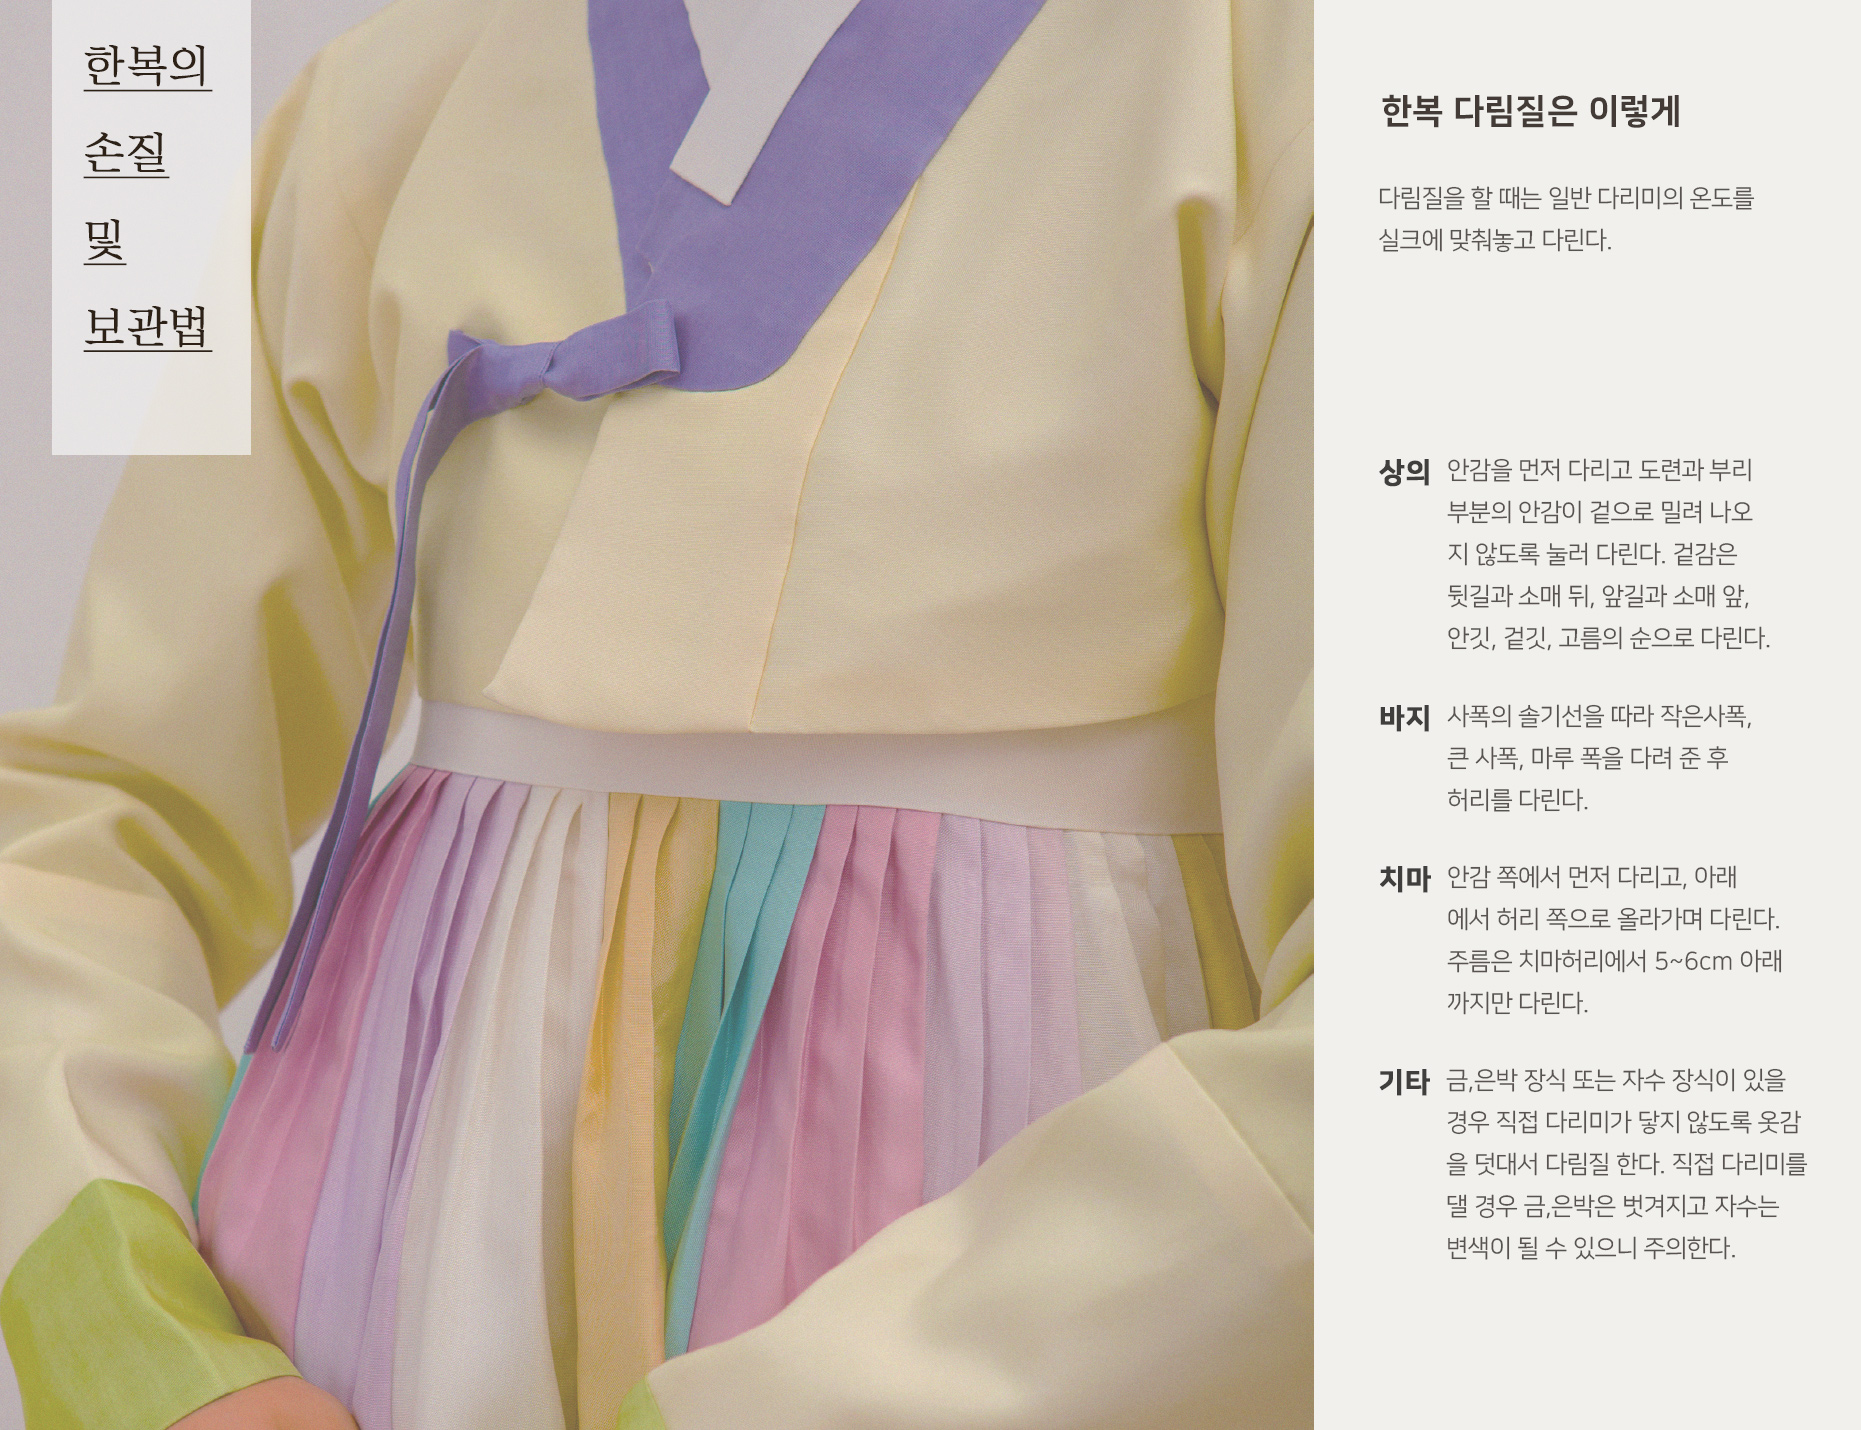 한복의
손질
및
보관법
한복 다림질은 이렇게
다림질을 할 때는 일반 다리미의 온도를
실크에 맞춰놓고 다린다.
상의 안감을 먼저 다리고 도련과 부리
부분의 안감이 겉으로 밀려 나오
지 않도록 눌러 다린다. 겉감은
뒷길과 소매 뒤, 앞길과 소매 앞,
안깃, 겉깃, 고름의 순으로 다린다.
바지 사폭의 솔기선을 따라 작은사폭,
큰 사폭, 마루 폭을 다려 준 후
허리를 다린다.
치마 안감 쪽에서 먼저 다리고, 아래
에서 허리 쪽으로 올라가며 다린다.
주름은 치마허리에서 5~6cm 아래
까지만 다린다.
기타 금,은박 장식 또는 자수 장식이 있을
경우 직접 다리미가 닿지 않도록 옷감
을 덧대서 다림질 한다. 직접 다리미를
댈 경우 금,은박은 벗겨지고 자수는
변색이 될 수 있으니 주의한다.